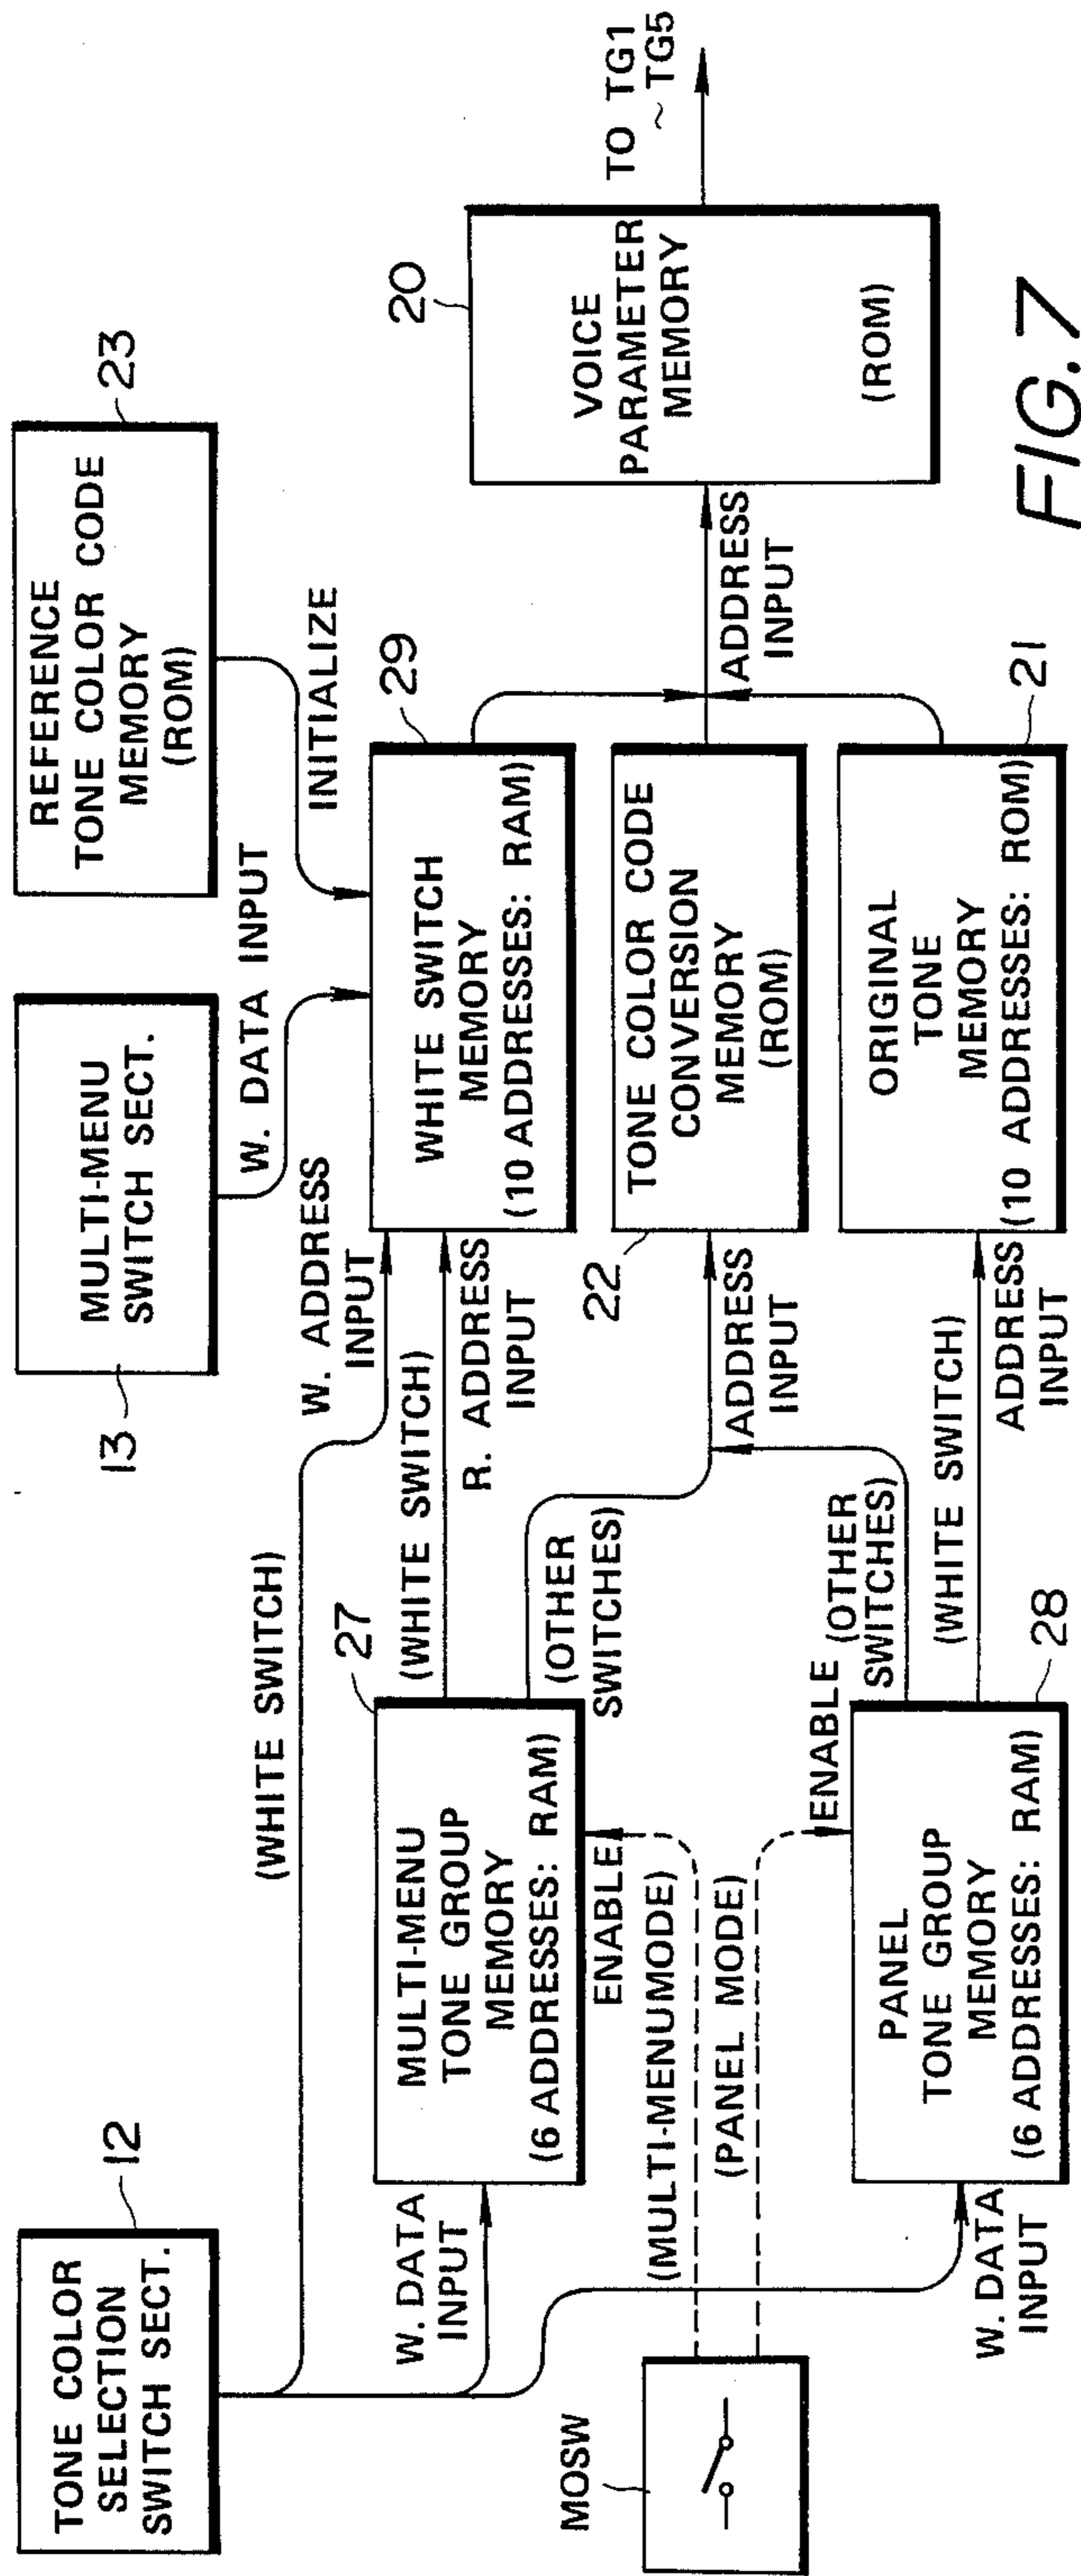 TONE COLOR
SELECTION
SWITCH SECT.
12
MULTI-MENU
SWITCH SECT.
13
REFERENCE
TONE COLOR CODE
MEMORY
(ROM)
23
(WHITE SWITCH)
W. ADDRESS
INPUT
W. DATA INPUT
INITIALIZE
W. DATA
INPUT
MULTI-MENU
TONE GROUP
MEMORY
(6 ADDRESSES: RAM)
27
(WHITE SWITCH)
R. ADDRESS
INPUT
WHITE SWITCH
MEMORY
(10 ADDRESSES: RAM)
29
(OTHER
SWITCHES)
ENABLE
(MULTI-MENUMODE)
(PANEL MODE)
ENABLE
MOSW
ADDRESS
INPUT
22
TONE COLOR CODE
CONVERSION
MEMORY
(ROM)
ADDRESS
INPUT
20
VOICE
PARAMETER
MEMORY
(ROM)
TO TG1
~ TG5
(OTHER
SWITCHES)
W. DATA
INPUT
PANEL
TONE GROUP
MEMORY
(6 ADDRESSES: RAM)
28
(WHITE SWITCH)
ADDRESS
INPUT
ORIGINAL
TONE
MEMORY
(10 ADDRESSES: ROM)
21
FIG.7